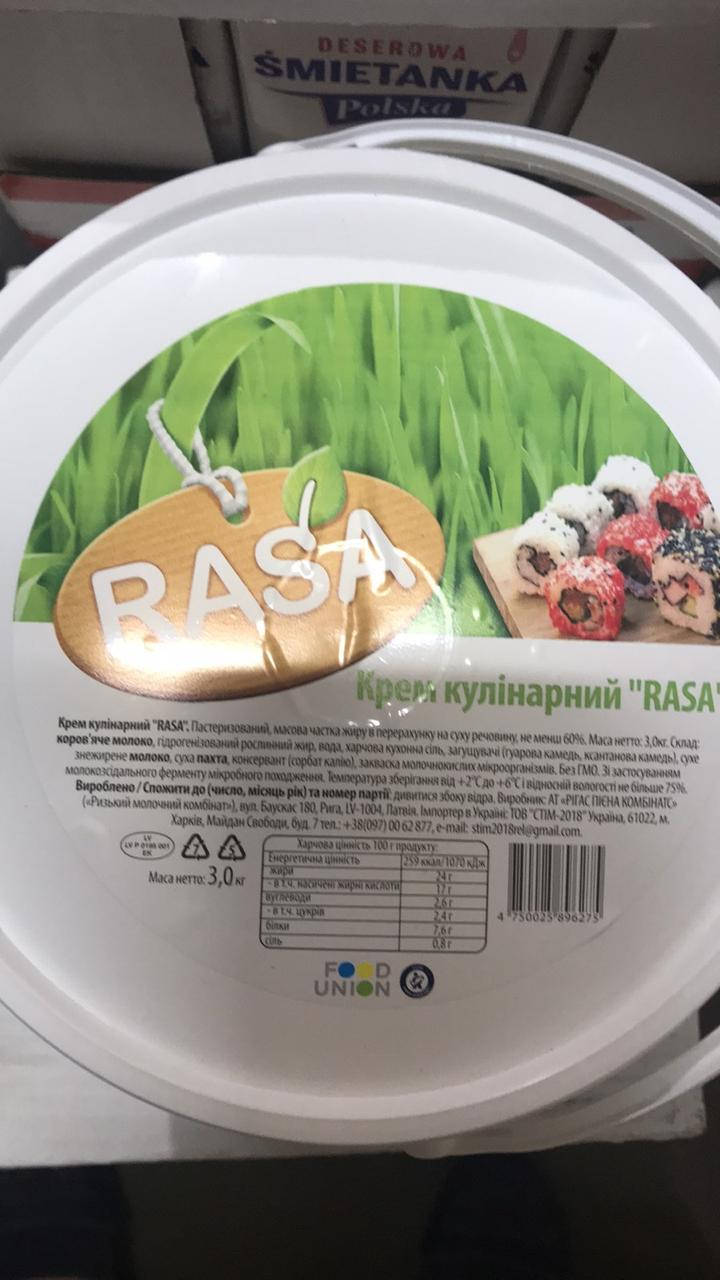 DESEROWA
ŚMIETANKA
Polska
RASA
Крем кулінарний "RASA"
Крем кулінарний "RASA". Пастеризований, масова частка жиру в перерахунку на суху речовину, не менш 60%. Маса нетто: 3,0кг. Склад:
коров'яче молоко, гідрогенізований рослинний жир, вода, харчова кухонна сіль, загущувачі (гуарова камедь, ксантанова камедь), сухе
знежирене молоко, суха пахта, консервант (сорбат калію), закваска молочнокислих мікроорганізмів. Без ГМО. Зі застосуванням
молокозсідального ферменту мікробного походження. Температура зберігання від +2°С до +6°С і відносній вологості не більше 75%.
Вироблено / Спожити до (число, місяць рік) та номер партії: дивитися збоку відра. Виробник: АТ «РІГАС ПІЄНА КОМБІНАТС»
(«Ризький молочний комбінат»), вул. Баускас 180, Рига, LV-1004, Латвія. Імпортер в Україні: ТОВ "СТІМ-2018" Україна, 61022, м.
Харків, Майдан Свободи, буд. 7 тел.: +38(097) 00 62 877, e-mail: stim2018rel@gmail.com.
LV
EK
7
5
Маса нетто: 3,0 кг
Харчова цінність 100 г продукту:
Енергетична цінність 259 ккал/1070 кДж
жири 24 г
- в т.ч. насичені жирні кислоти 17 г
вуглеводи 2,6 г
- в т.ч. цукрів 2,4 г
білки 7,6 г
сіль 0,8 г
4 750025 896275
FOOD
UNION